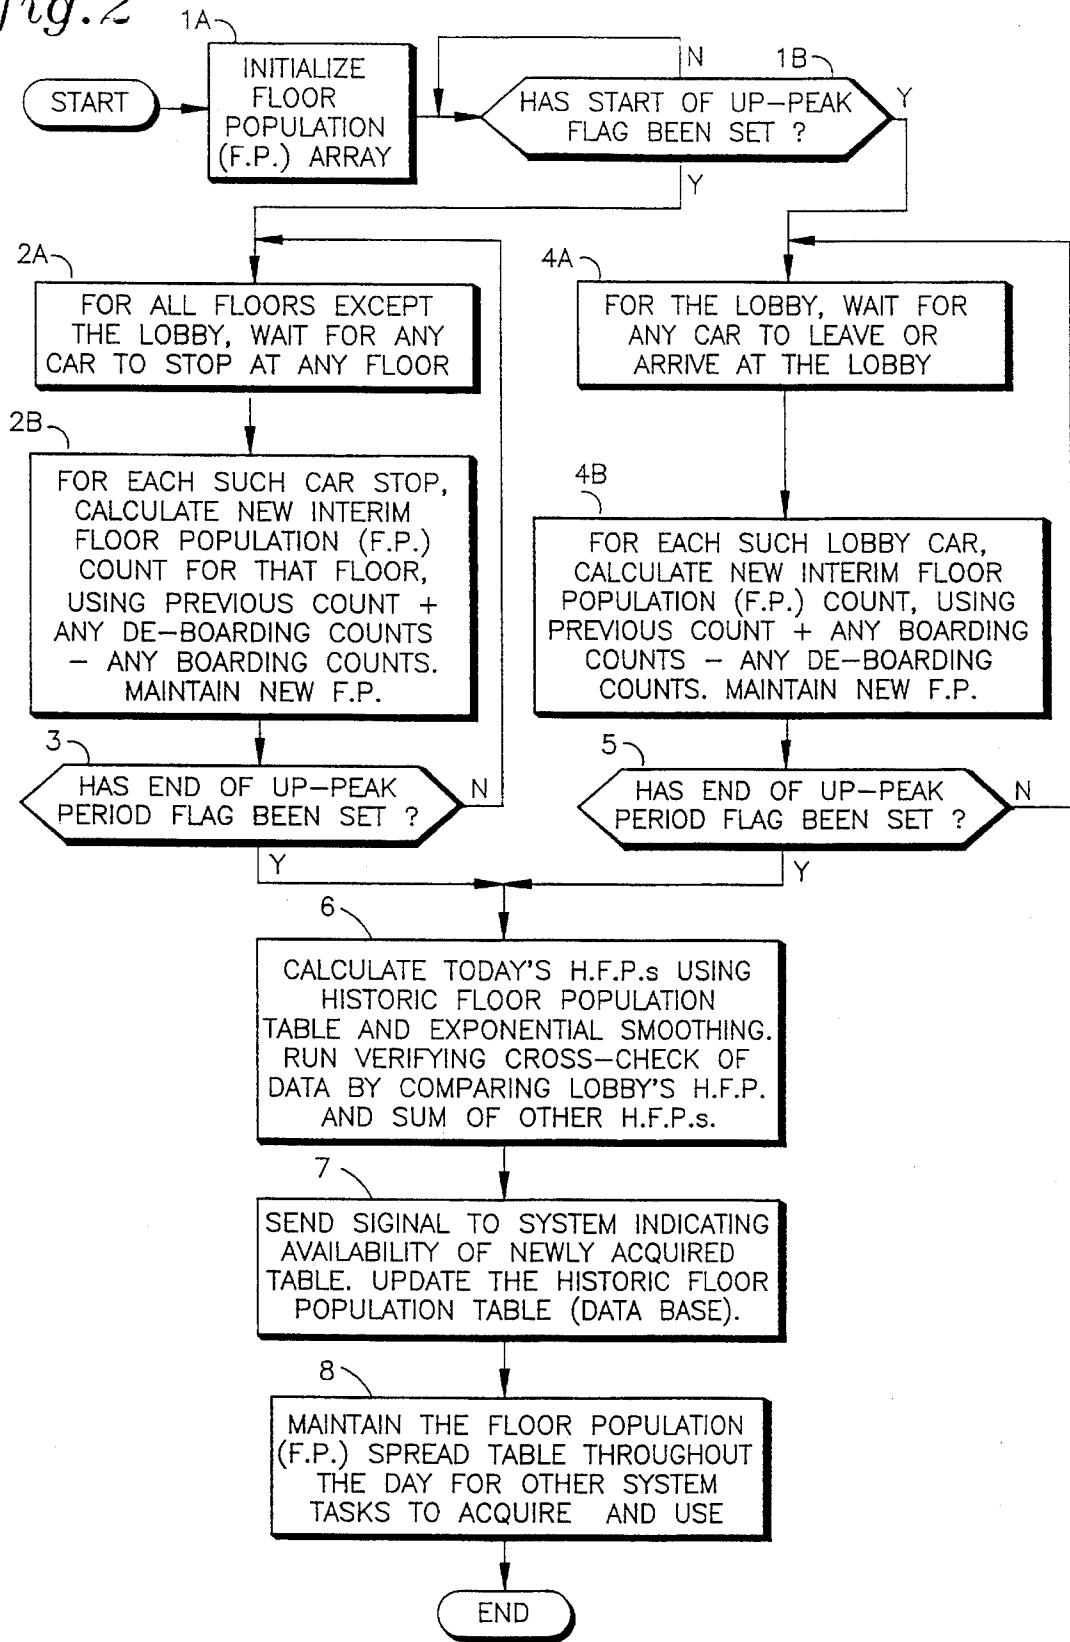 fig.2
1A
START
INITIALIZE
FLOOR
POPULATION
(F.P.) ARRAY
N
1B
HAS START OF UP-PEAK
FLAG BEEN SET ?
Y
Y
2A
FOR ALL FLOORS EXCEPT
THE LOBBY, WAIT FOR ANY
CAR TO STOP AT ANY FLOOR
4A
FOR THE LOBBY, WAIT FOR
ANY CAR TO LEAVE OR
ARRIVE AT THE LOBBY
2B
FOR EACH SUCH CAR STOP,
CALCULATE NEW INTERIM
FLOOR POPULATION (F.P.)
COUNT FOR THAT FLOOR,
USING PREVIOUS COUNT +
ANY DE-BOARDING COUNTS
- ANY BOARDING COUNTS.
MAINTAIN NEW F.P.
4B
FOR EACH SUCH LOBBY CAR,
CALCULATE NEW INTERIM FLOOR
POPULATION (F.P.) COUNT, USING
PREVIOUS COUNT + ANY BOARDING
COUNTS - ANY DE-BOARDING
COUNTS. MAINTAIN NEW F.P.
3
HAS END OF UP-PEAK
PERIOD FLAG BEEN SET ?
N
Y
5
HAS END OF UP-PEAK
PERIOD FLAG BEEN SET ?
N
Y
6
CALCULATE TODAY'S H.F.P.s USING
HISTORIC FLOOR POPULATION
TABLE AND EXPONENTIAL SMOOTHING.
RUN VERIFYING CROSS-CHECK OF
DATA BY COMPARING LOBBY'S H.F.P.
AND SUM OF OTHER H.F.P.s.
7
SEND SIGINAL TO SYSTEM INDICATING
AVAILABILITY OF NEWLY ACQUIRED
TABLE. UPDATE THE HISTORIC FLOOR
POPULATION TABLE (DATA BASE).
8
MAINTAIN THE FLOOR POPULATION
(F.P.) SPREAD TABLE THROUGHOUT
THE DAY FOR OTHER SYSTEM
TASKS TO ACQUIRE AND USE
END